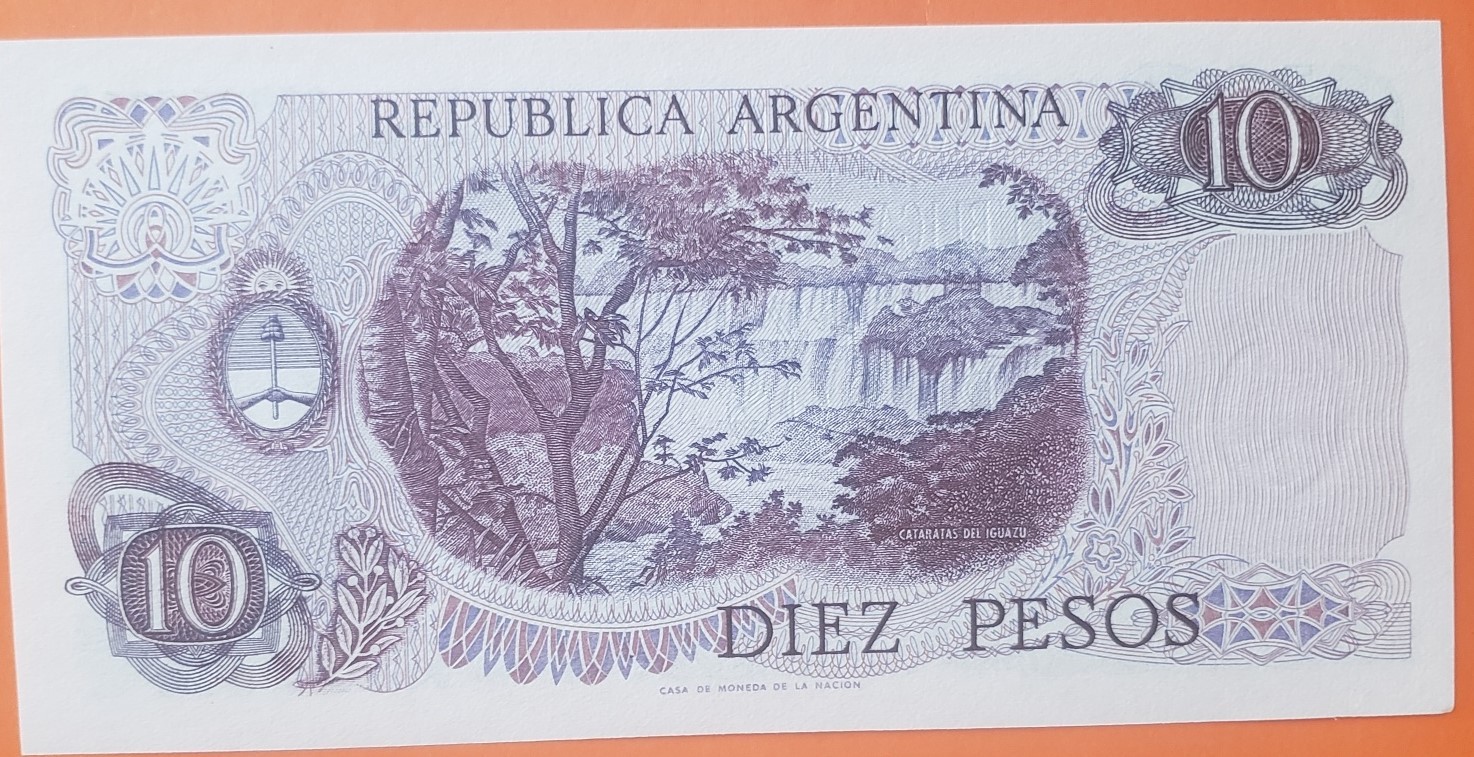 REPUBLICA ARGENTINA
10
CATARATAS DEL IGUAZU
10
DIEZ PESOS
CASA DE MONEDA DE LA NACION